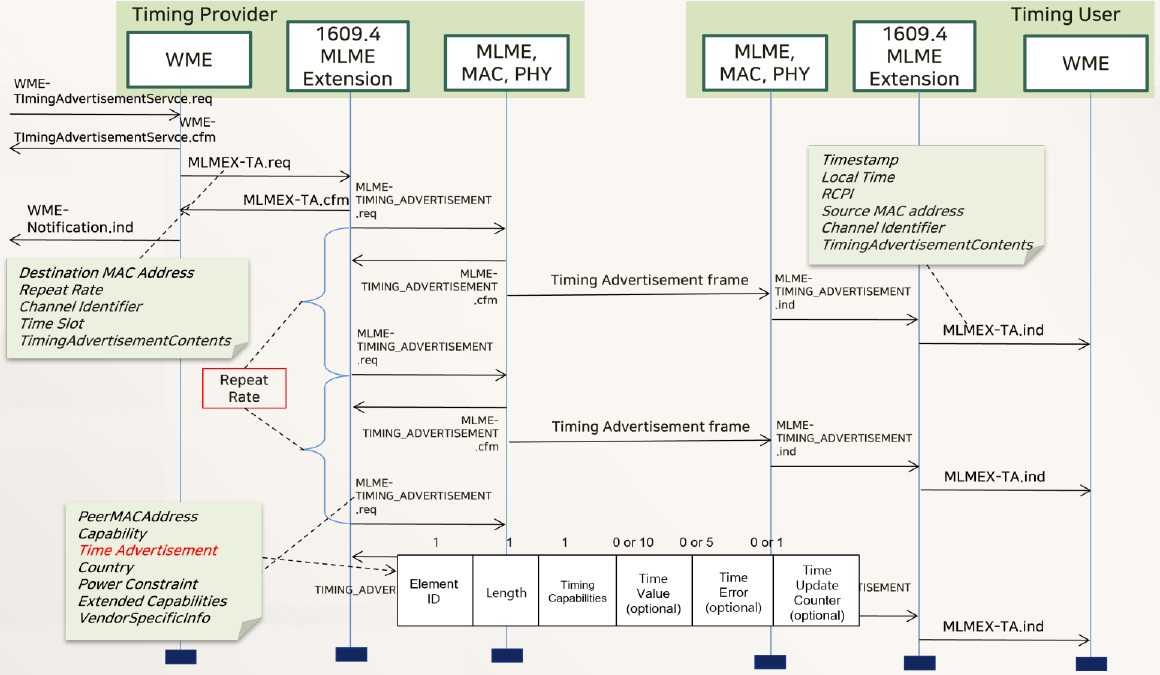 Timing Provider
Timing User
WME
1609.4
MLME
Extension
MLME,
MAC, PHY
MLME,
MAC, PHY
1609.4
MLME
Extension
WME
WME-
TimingAdvertisementServce.req
WME-
TimingAdvertisementServce.cfm
MLMEX-TA.req
MLMEX-TA.cfm
MLME-
TIMING_ADVERTISEMENT
.req
WME-
Notification.ind
Timestamp
Local Time
RCPI
Source MAC address
Channel Identifier
TimingAdvertisementContents
Destination MAC Address
Repeat Rate
Channel Identifier
Time Slot
TimingAdvertisementContents
MLME-
TIMING_ADVERTISEMENT
.cfm
Timing Advertisement frame
MLME-
TIMING_ADVERTISEMENT
.ind
MLMEX-TA.ind
MLME-
TIMING_ADVERTISEMENT
.req
Repeat
Rate
MLME-
TIMING_ADVERTISEMENT
.cfm
Timing Advertisement frame
MLME-
TIMING_ADVERTISEMENT
.ind
MLMEX-TA.ind
MLME-
TIMING_ADVERTISEMENT
.req
PeerMACAddress
Capability
Time Advertisement
Country
Power Constraint
Extended Capabilities
VendorSpecificInfo
1
1
1
0 or 10
0 or 5
0 or 1
TIMING_ADVER
Element
ID
Length
Timing
Capabilities
Time
Value
(optional)
Time
Error
(optional)
Time
Update
Counter
(optional)
TISEMENT
MLMEX-TA.ind